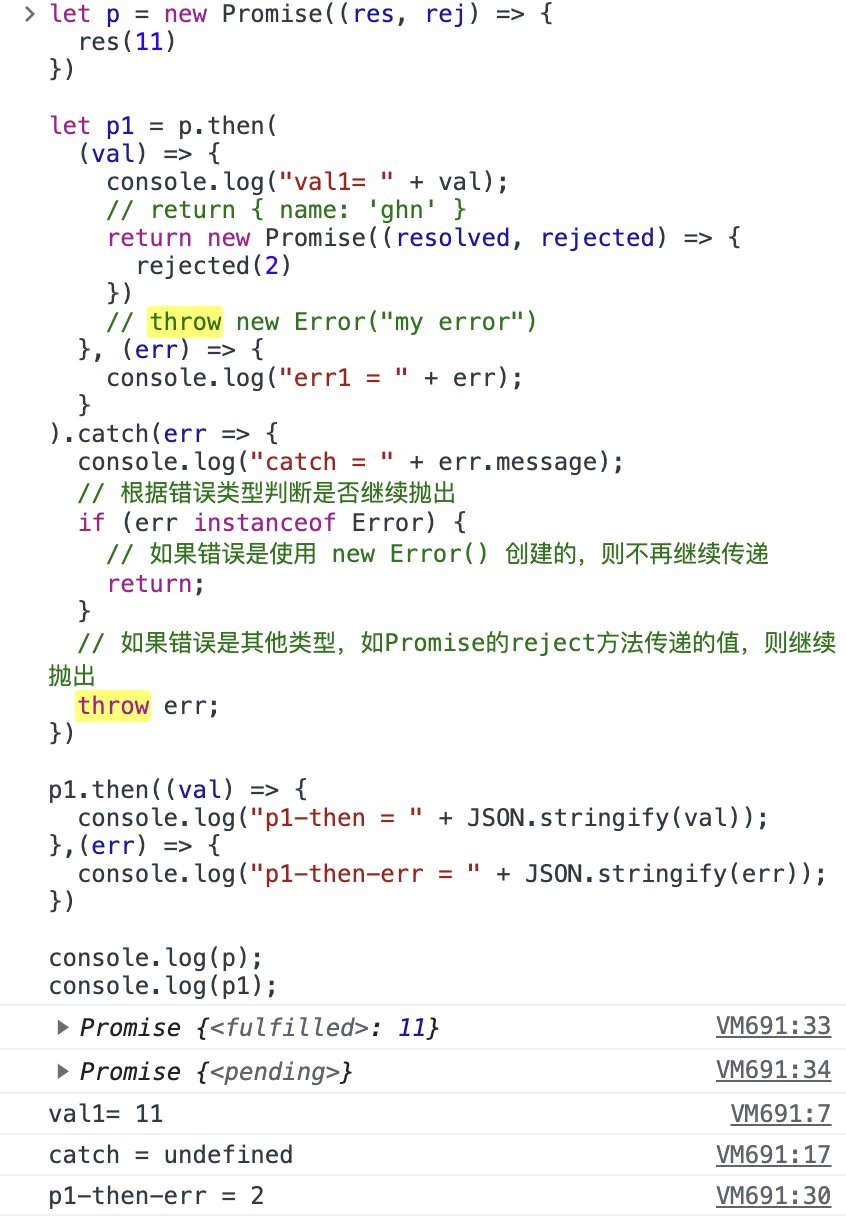 let p = new Promise((res, rej) => {
  res(11)
})

let p1 = p.then(
  (val) => {
    console.log("val1= " + val);
    // return { name: 'ghn' }
    return new Promise((resolved, rejected) => {
      rejected(2)
    })
    // throw new Error("my error")
  }, (err) => {
    console.log("err1 = " + err);
  }
).catch(err => {
  console.log("catch = " + err.message);
  // 根据错误类型判断是否继续抛出
  if (err instanceof Error) {
    // 如果错误是使用 new Error() 创建的，则不再继续传递
    return;
  }
  // 如果错误是其他类型，如Promise的reject方法传递的值，则继续
抛出
  throw err;
})

p1.then((val) => {
  console.log("p1-then = " + JSON.stringify(val));
},(err) => {
  console.log("p1-then-err = " + JSON.stringify(err));
})

console.log(p);
console.log(p1);
Promise {<fulfilled>: 11} VM691:33
Promise {<pending>} VM691:34
val1= 11 VM691:7
catch = undefined VM691:17
p1-then-err = 2 VM691:30